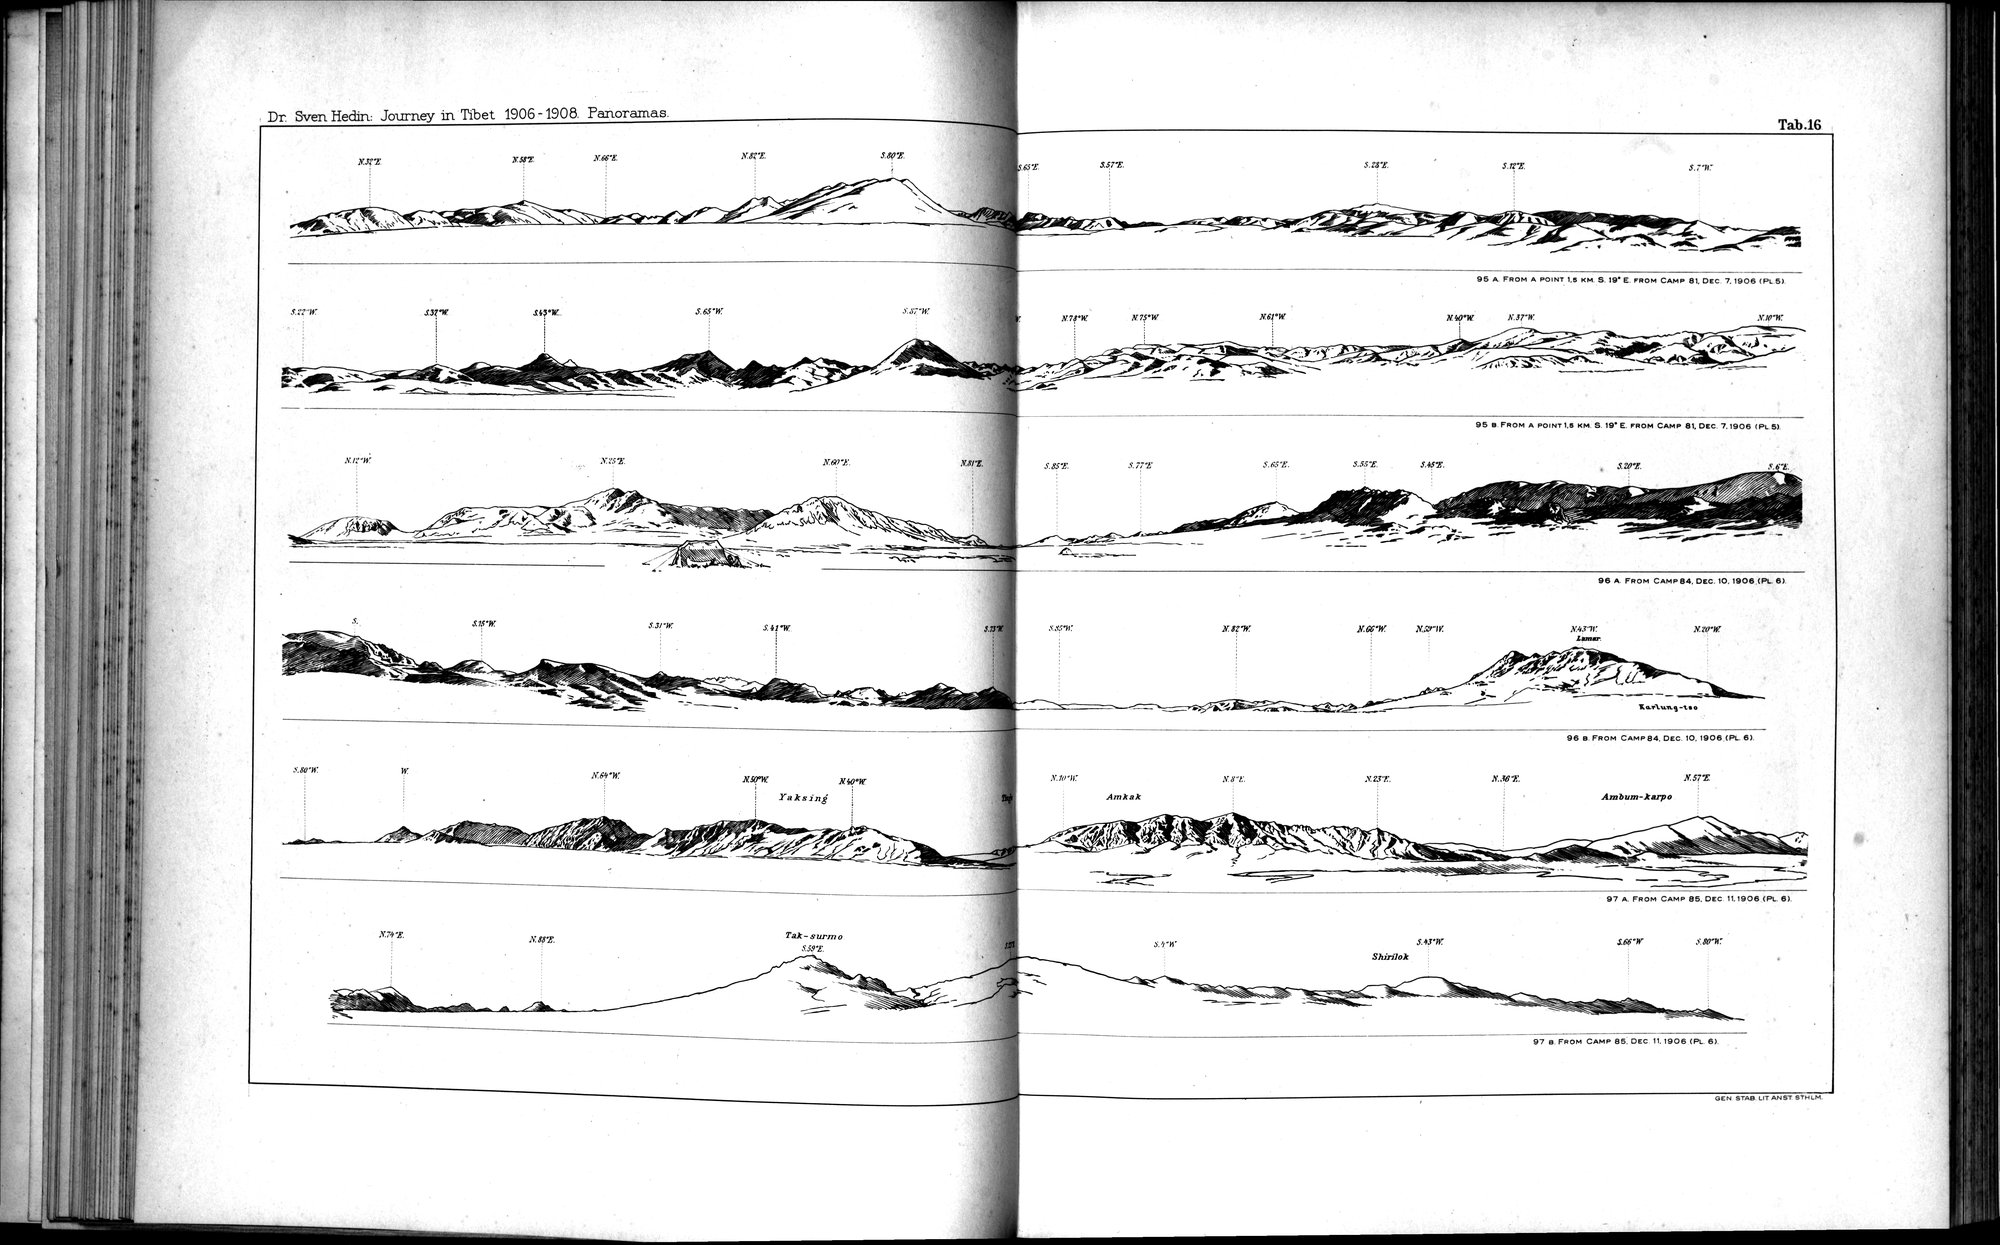 Dr. Sven Hedin: Journey in Tibet 1906-1908. Panoramas.
Tab.16
N.32°E. N.58°E. N.66°E. N.82°E. S.80°E. S.65°E. S.57°E. S.28°E. S.12°E. S.7°W.
95 A. FROM A POINT 1,5 KM. S. 19° E. FROM CAMP 81, DEC. 7, 1906 (PL.5).
S.22°W. S.37°W. S.43°W. S.65°W. S.87°W. N.78°W. N.75°W. N.61°W. N.40°W. N.37°W. N.10°W.
95 B. FROM A POINT 1,5 KM. S. 19° E. FROM CAMP 81, DEC. 7, 1906 (PL.5).
N.12°W. N.25°E. N.60°E. N.81°E. S.85°E. S.77°E S.65°E. S.55°E. S.45°E. S.20°E. S.6°E.
96 A. FROM CAMP 84, DEC. 10, 1906, (PL. 6).
S. S.15°W. S.31°W. S.41°W. S.85°W. N.82°W. N.66°W. N.59°W. N.43°W. N.20°W.
Lamar.
Karlung-tso
96 B. FROM CAMP 84, DEC. 10, 1906, (PL. 6).
S.80°W. W. N.64°W. N.50°W. N.40°W. N.10°W. N.8°E. N.23°E. N.36°E. N.57°E.
Yaksing Amkak Ambum-karpo
97 A. FROM CAMP 85, DEC. 11, 1906 (PL. 6).
N.74°E. N.88°E. Tak-surmo
S.59°E. S.4°W S.43°W. S.66°W S.80°W.
Shirilok
97 B. FROM CAMP 85, DEC. 11, 1906 (PL. 6).
GEN. STAB. LIT. ANST. STHLM.